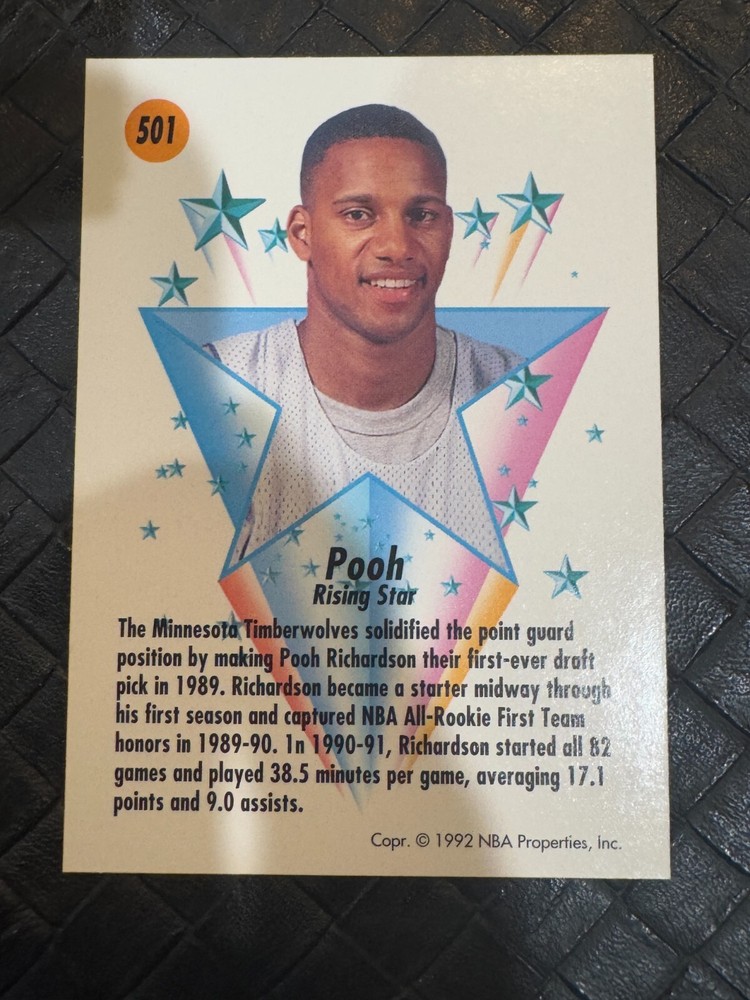 501
Pooh
Rising Star
The Minnesota Timberwolves solidified the point guard
position by making Pooh Richardson their first-ever draft
pick in 1989. Richardson became a starter midway through
his first season and captured NBA All-Rookie First Team
honors in 1989-90. In 1990-91, Richardson started all 82
games and played 38.5 minutes per game, averaging 17.1
points and 9.0 assists.
Copr. © 1992 NBA Properties, Inc.